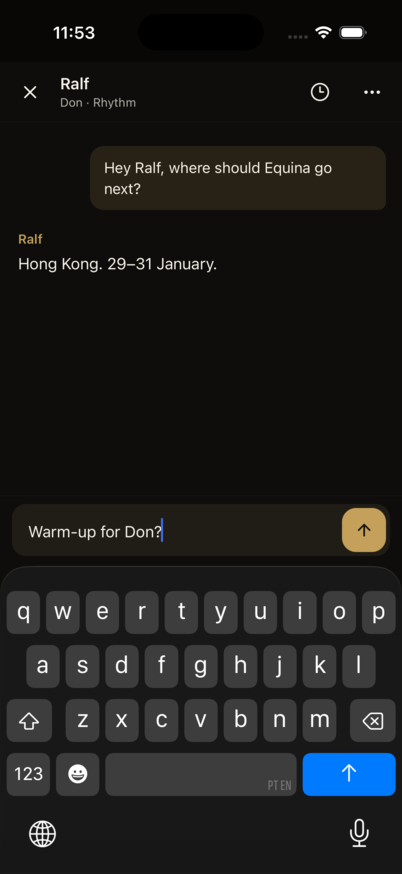 11:53
Ralf
Don · Rhythm
Hey Ralf, where should Equina go
next?
Ralf
Hong Kong. 29–31 January.
Warm-up for Don?
q w e r t y u i o p
a s d f g h j k l
z x c v b n m
123
PT EN